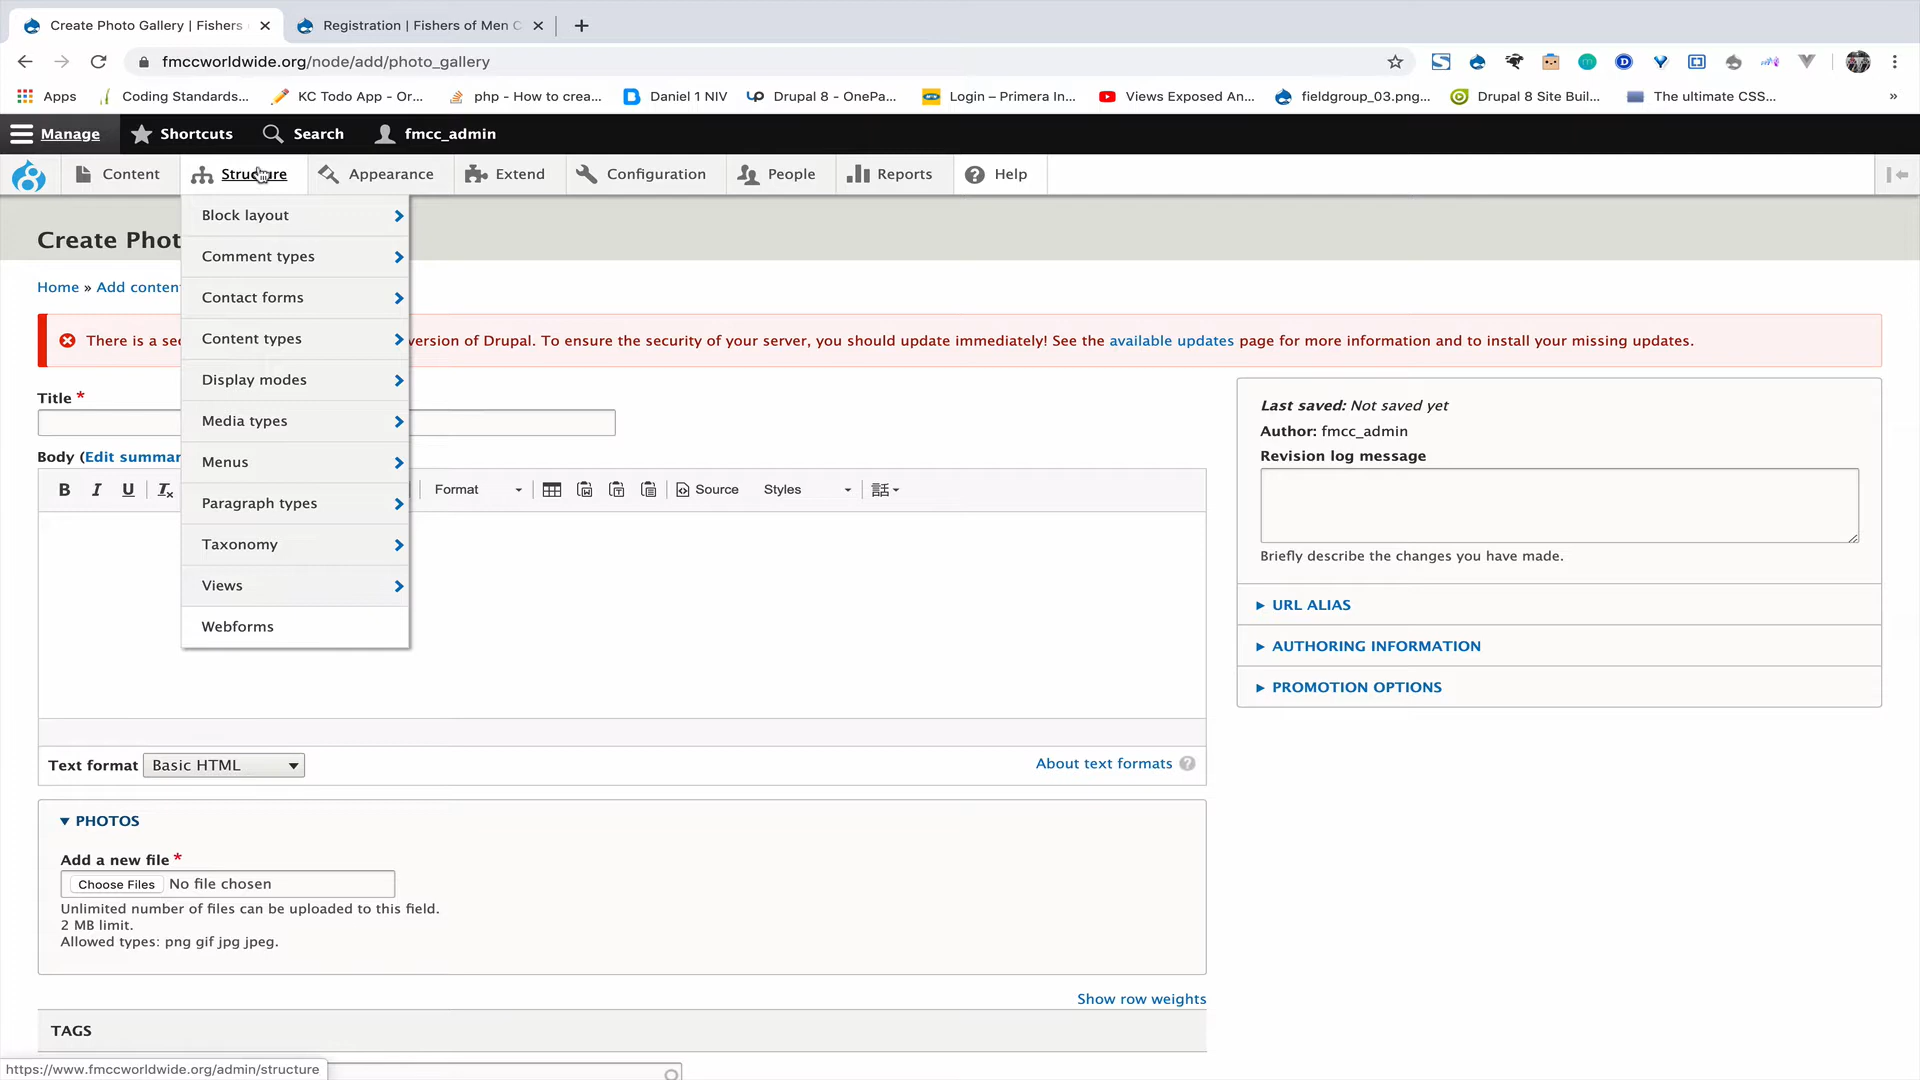 Create Photo Gallery | Fishers
Registration | Fishers of Men C
fmccworldwide.org/node/add/photo_gallery
Apps
Coding Standards...
KC Todo App - Or...
php - How to crea...
Daniel 1 NIV
Drupal 8 - OnePa...
Login – Primera In...
Views Exposed An...
fieldgroup_03.png...
Drupal 8 Site Buil...
The ultimate CSS...
Manage
Shortcuts
Search
fmcc_admin
Content
Structure
Appearance
Extend
Configuration
People
Reports
Help
Block layout
Comment types
Contact forms
Content types
Display modes
Media types
Menus
Paragraph types
Taxonomy
Views
Webforms
Create Phot
Home » Add conten
There is a sec
version of Drupal. To ensure the security of your server, you should update immediately! See the available updates page for more information and to install your missing updates.
Title *
Body (Edit summar
B I U Tx
Format
Source
Styles
Text format Basic HTML
About text formats
PHOTOS
Add a new file *
Choose Files No file chosen
Unlimited number of files can be uploaded to this field.
2 MB limit.
Allowed types: png gif jpg jpeg.
Show row weights
TAGS
Last saved: Not saved yet
Author: fmcc_admin
Revision log message
Briefly describe the changes you have made.
URL ALIAS
AUTHORING INFORMATION
PROMOTION OPTIONS
https://www.fmccworldwide.org/admin/structure